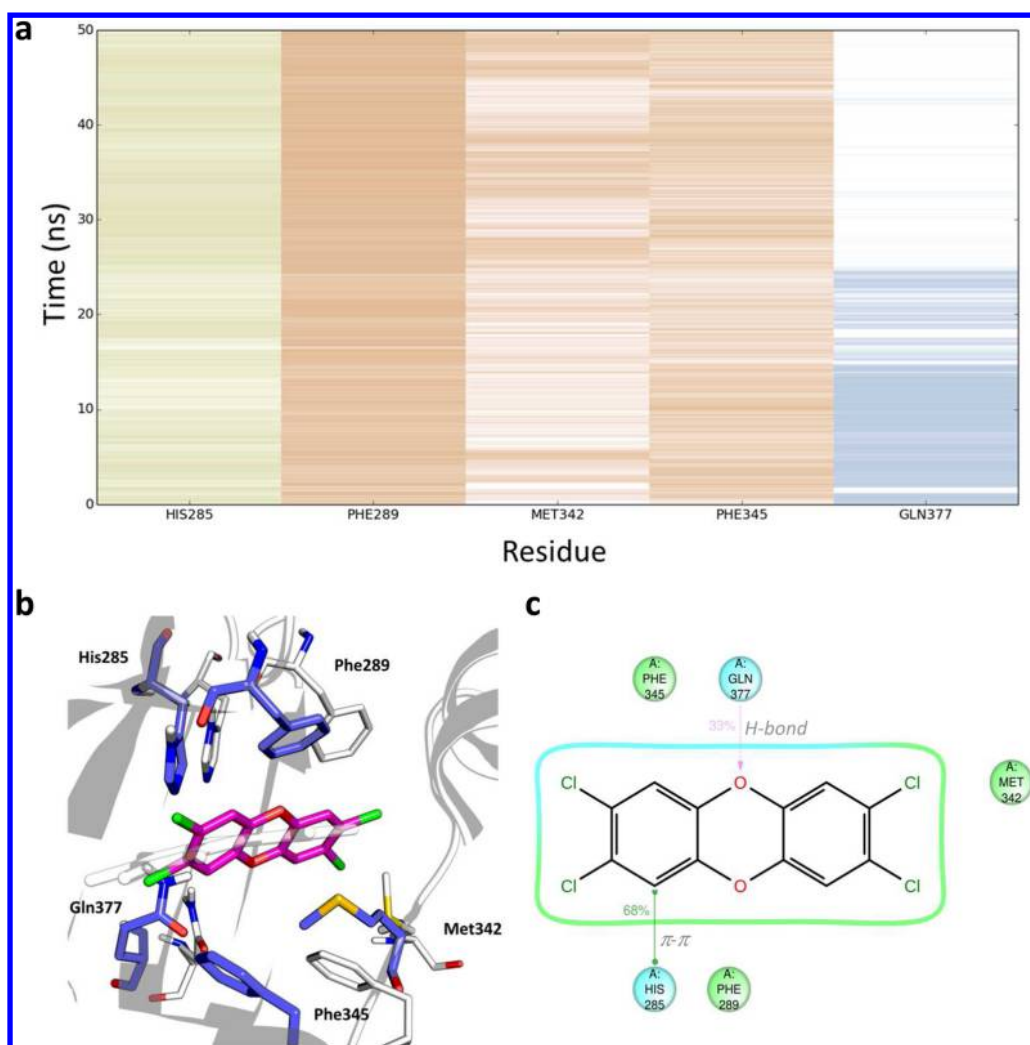 a
50
40
30
20
10
0
Time (ns)
HIS285 PHE289 MET342 PHE345 GLN377
Residue
b
His285
Phe289
Gln377
Met342
Phe345
c
A:
PHE
345
A:
GLN
377
33% H-bond
A:
MET
342
Cl O Cl
Cl O Cl
68%
π-π
A:
HIS
285
A:
PHE
289